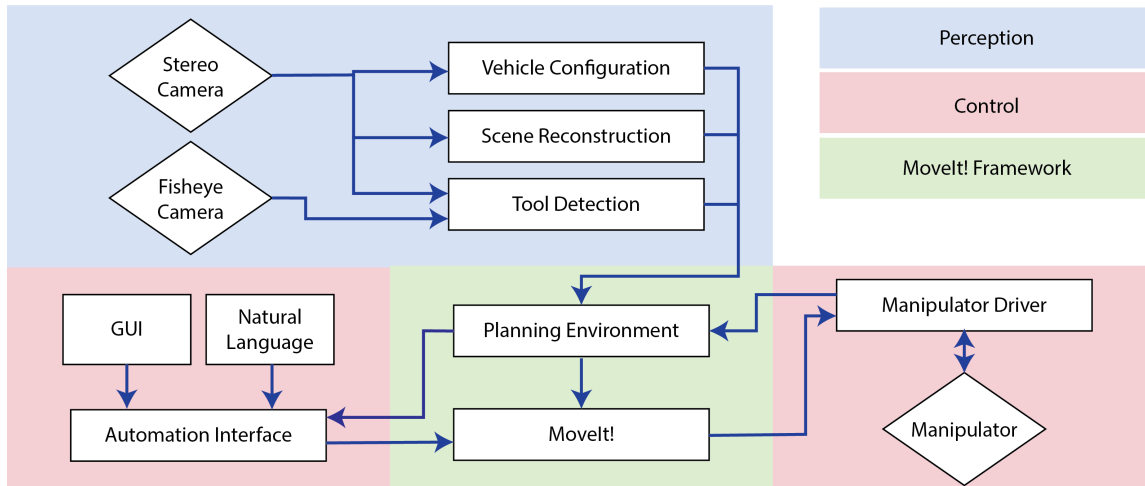 Stereo
Camera
Vehicle Configuration
Perception
Scene Reconstruction
Control
Fisheye
Camera
Tool Detection
MoveIt! Framework
GUI
Natural
Language
Planning Environment
Manipulator Driver
Automation Interface
MoveIt!
Manipulator